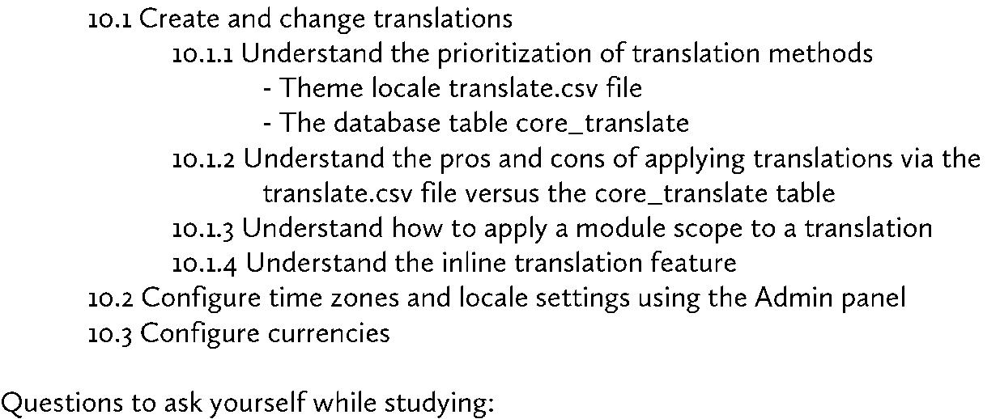 10.1 Create and change translations
10.1.1 Understand the prioritization of translation methods
- Theme locale translate.csv file
- The database table core_translate
10.1.2 Understand the pros and cons of applying translations via the
translate.csv file versus the core_translate table
10.1.3 Understand how to apply a module scope to a translation
10.1.4 Understand the inline translation feature
10.2 Configure time zones and locale settings using the Admin panel
10.3 Configure currencies
Questions to ask yourself while studying: